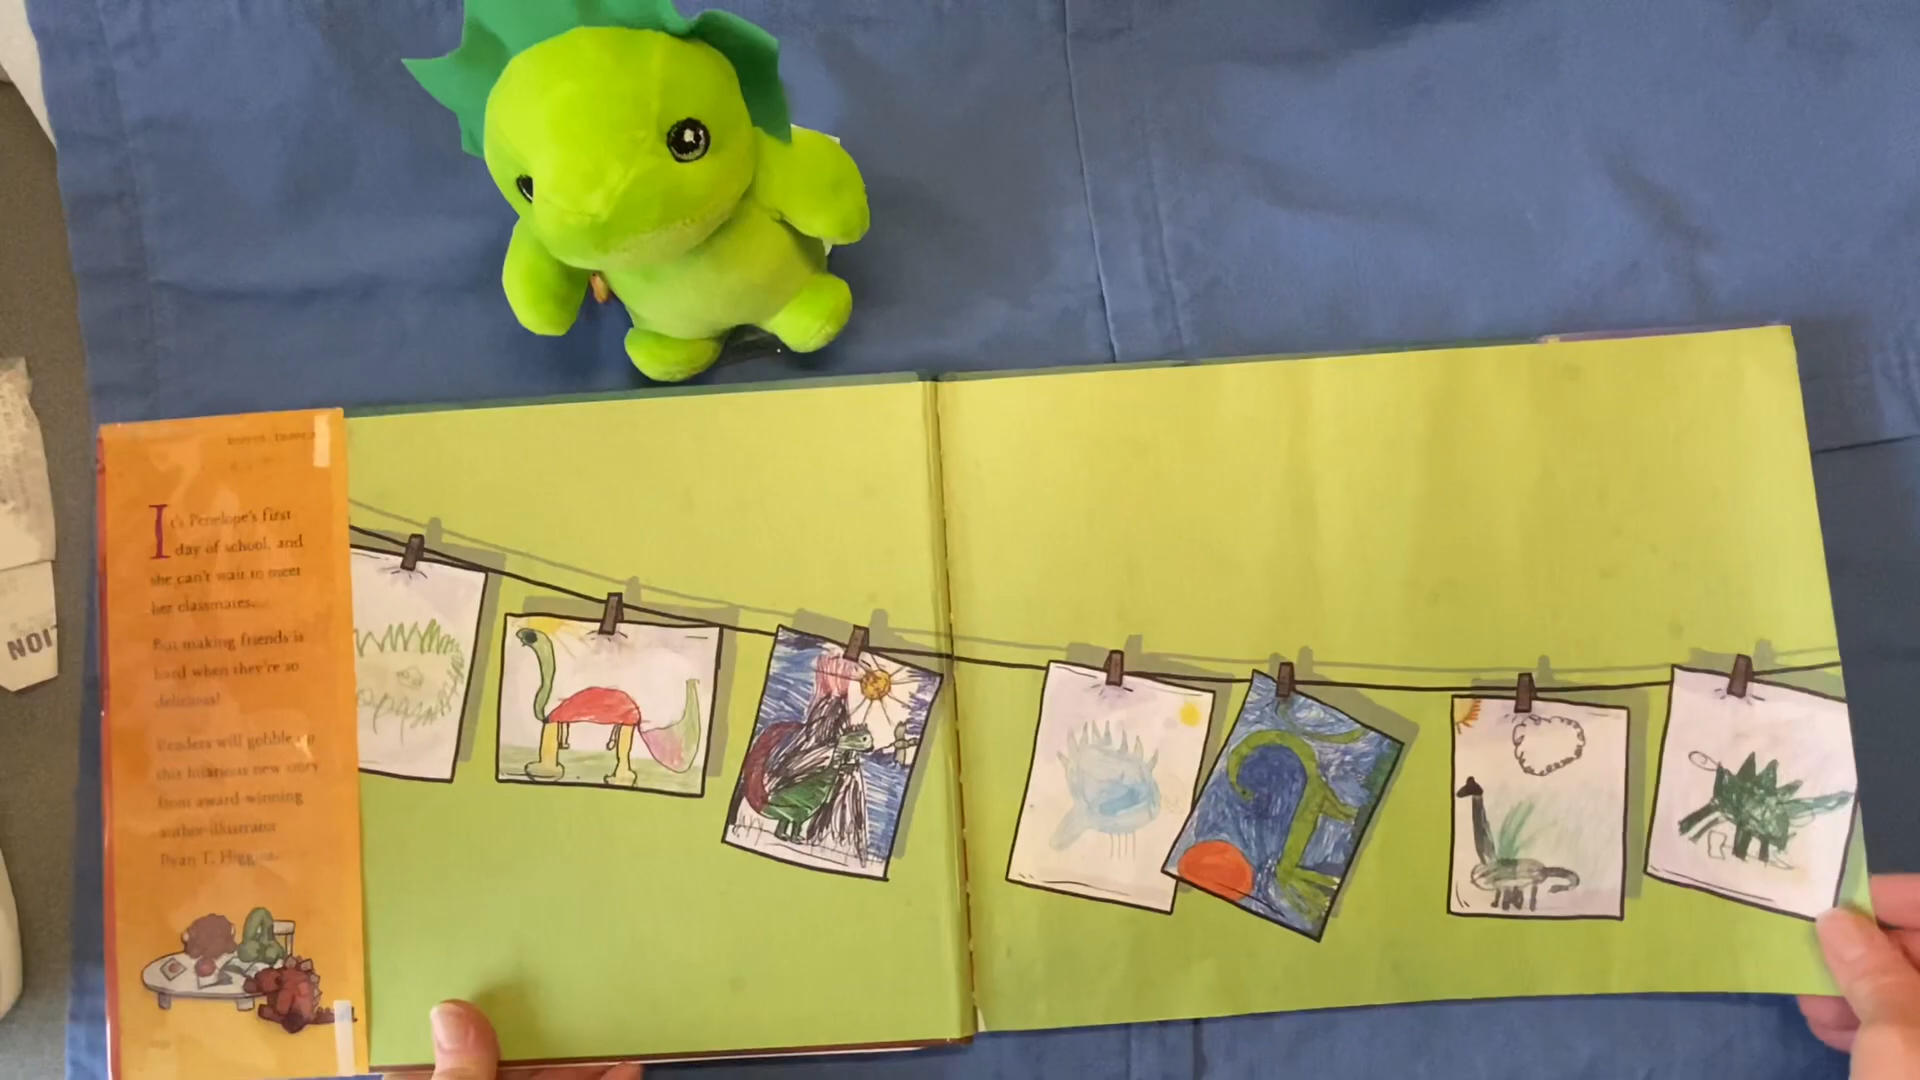 It's Penelope's first
day of school, and
she can't wait to meet
her classmates.
But making friends is
hard when they're so
delicious!
Readers will gobble up
this hilarious new story
from award-winning
author-illustrator
Ryan T. Higgins.
NOI